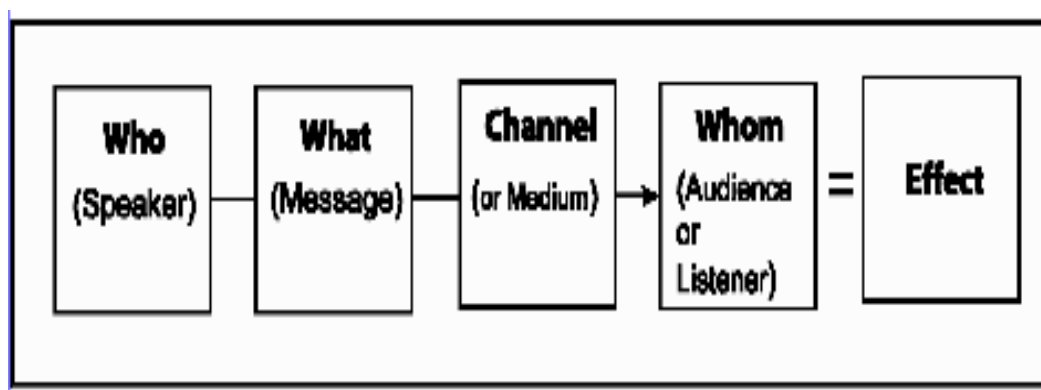 Who
(Speaker)
What
(Message)
Channel
(or Medium)
Whom
(Audience
or
Listener)
=
Effect